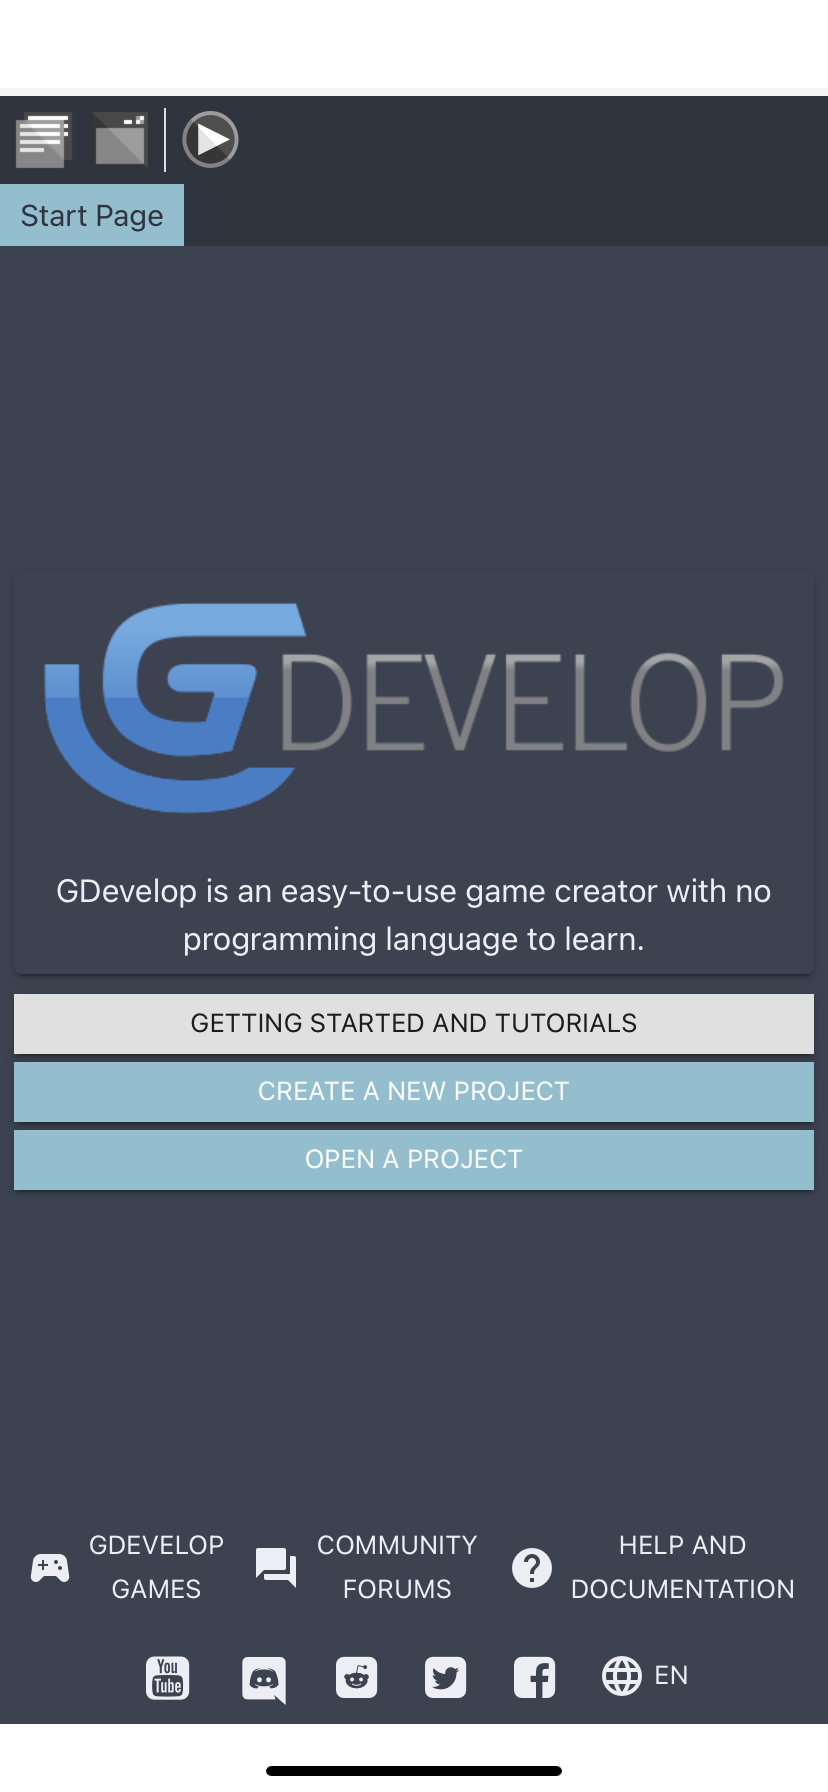 Start Page
GDEVELOP
GDevelop is an easy-to-use game creator with no
programming language to learn.
GETTING STARTED AND TUTORIALS
CREATE A NEW PROJECT
OPEN A PROJECT
GDEVELOP
GAMES
COMMUNITY
FORUMS
HELP AND
DOCUMENTATION
You
Tube
EN